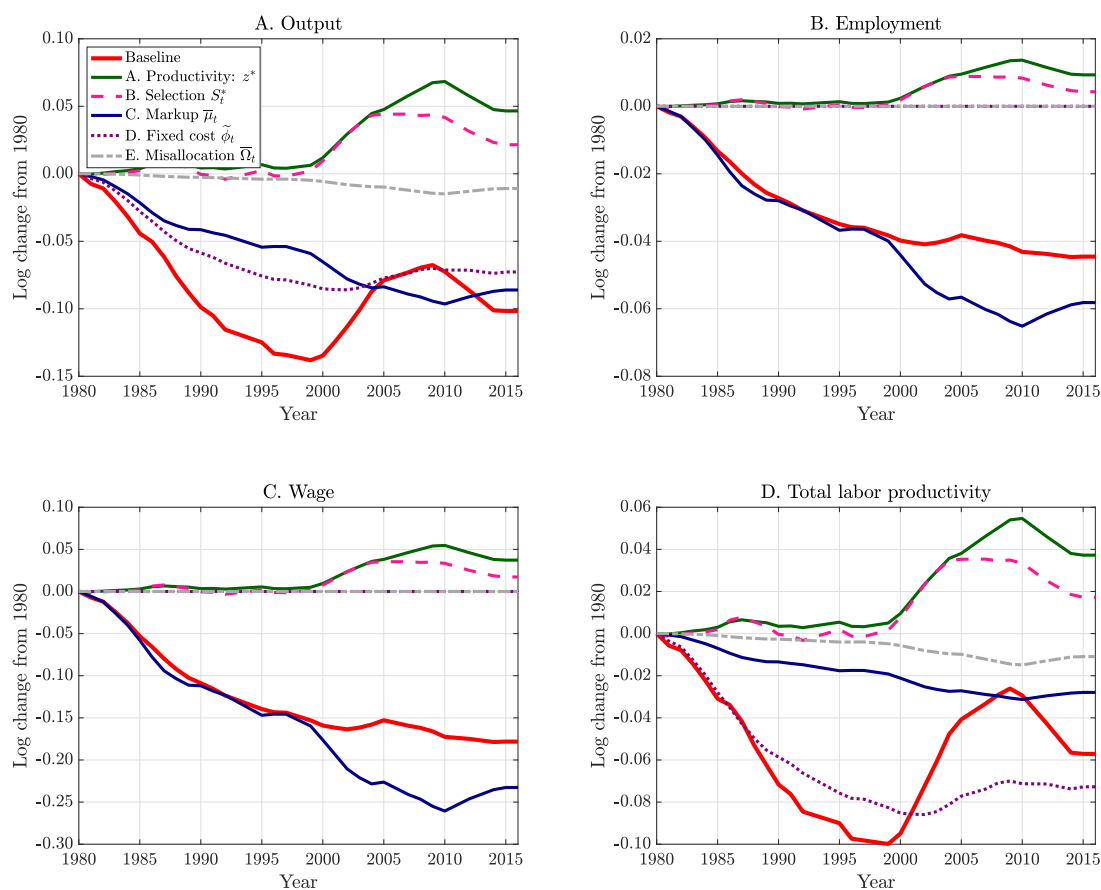 A. Output
0.10
0.05
0.00
-0.05
-0.10
-0.15
Log change from 1980
Baseline
A. Productivity: z*
B. Selection S*t
C. Markup μ̅t
D. Fixed cost ϕ̃t
E. Misallocation Ω̅t
1980 1985 1990 1995 2000 2005 2010 2015
Year
B. Employment
0.02
0.00
-0.02
-0.04
-0.06
-0.08
Log change from 1980
1980 1985 1990 1995 2000 2005 2010 2015
Year
C. Wage
0.10
0.05
0.00
-0.05
-0.10
-0.15
-0.20
-0.25
-0.30
Log change from 1980
1980 1985 1990 1995 2000 2005 2010 2015
Year
D. Total labor productivity
0.06
0.04
0.02
0.00
-0.02
-0.04
-0.06
-0.08
-0.10
Log change from 1980
1980 1985 1990 1995 2000 2005 2010 2015
Year